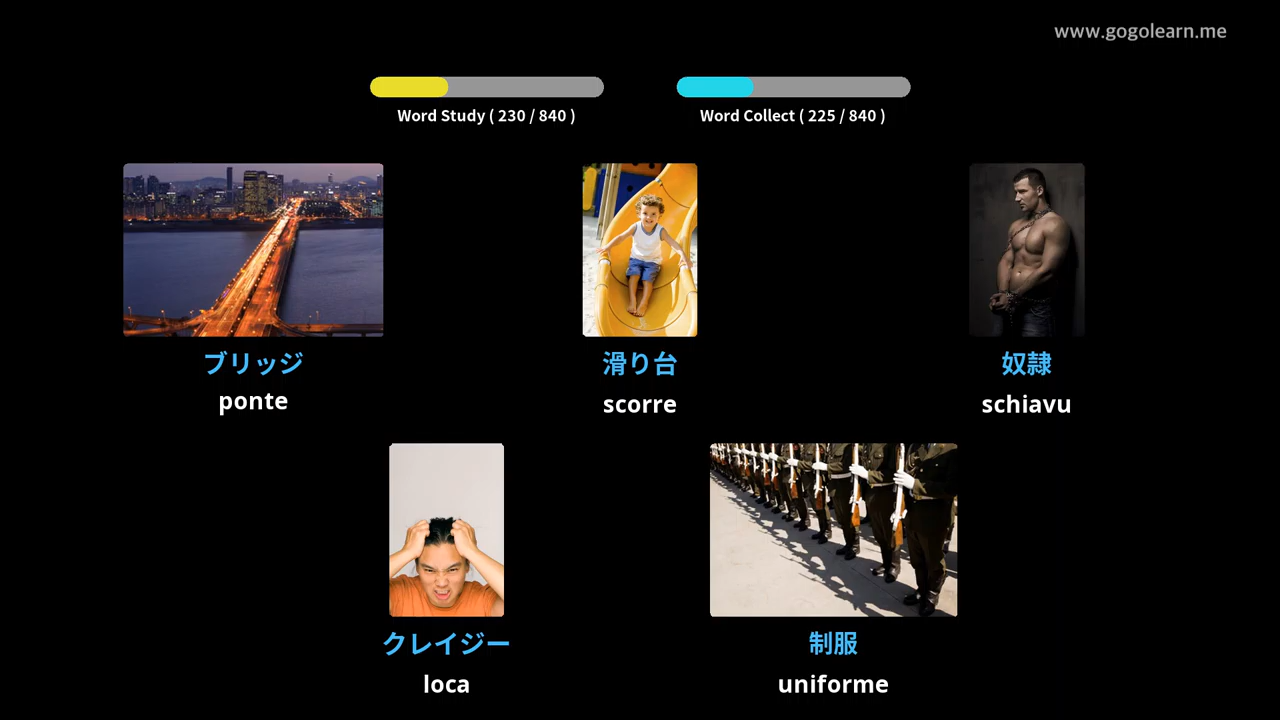 www.gogolearn.me
Word Study ( 230 / 840 )
Word Collect ( 225 / 840 )
ブリッジ
ponte
滑り台
scorre
奴隷
schiavu
クレイジー
loca
制服
uniforme